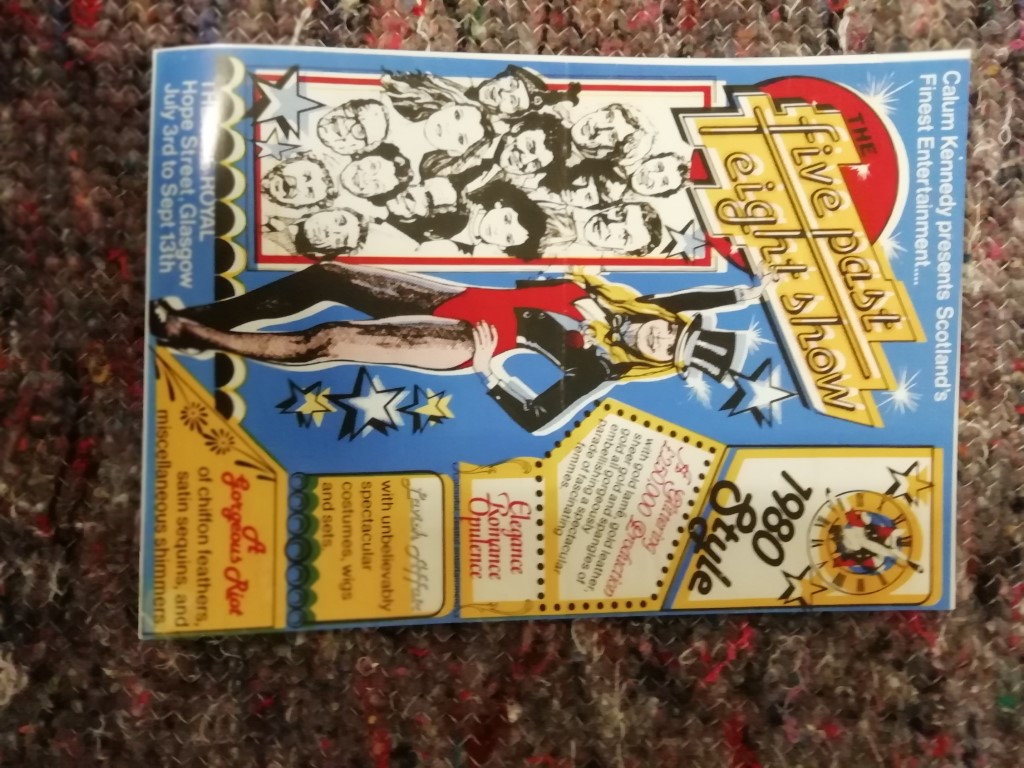 Calum Kennedy presents Scotland's
Finest Entertainment....
THE
five past
eight show
1980
Style
A Glittering
£250,000 Production
with gold lamé, gold leather,
sheer gold and spangles of
gold all gorgeously
embellishing a spectacular
parade of fascinating
femmes.
Elegance
Romance
Opulence
Lavish Affair
with unbelievably
spectacular
costumes, wigs
and sets.
A
Gorgeous Riot
of chiffon feathers,
satin sequins, and
miscellaneous shimmers.
ROYAL
Hope Street, Glasgow
July 3rd to Sept 13th